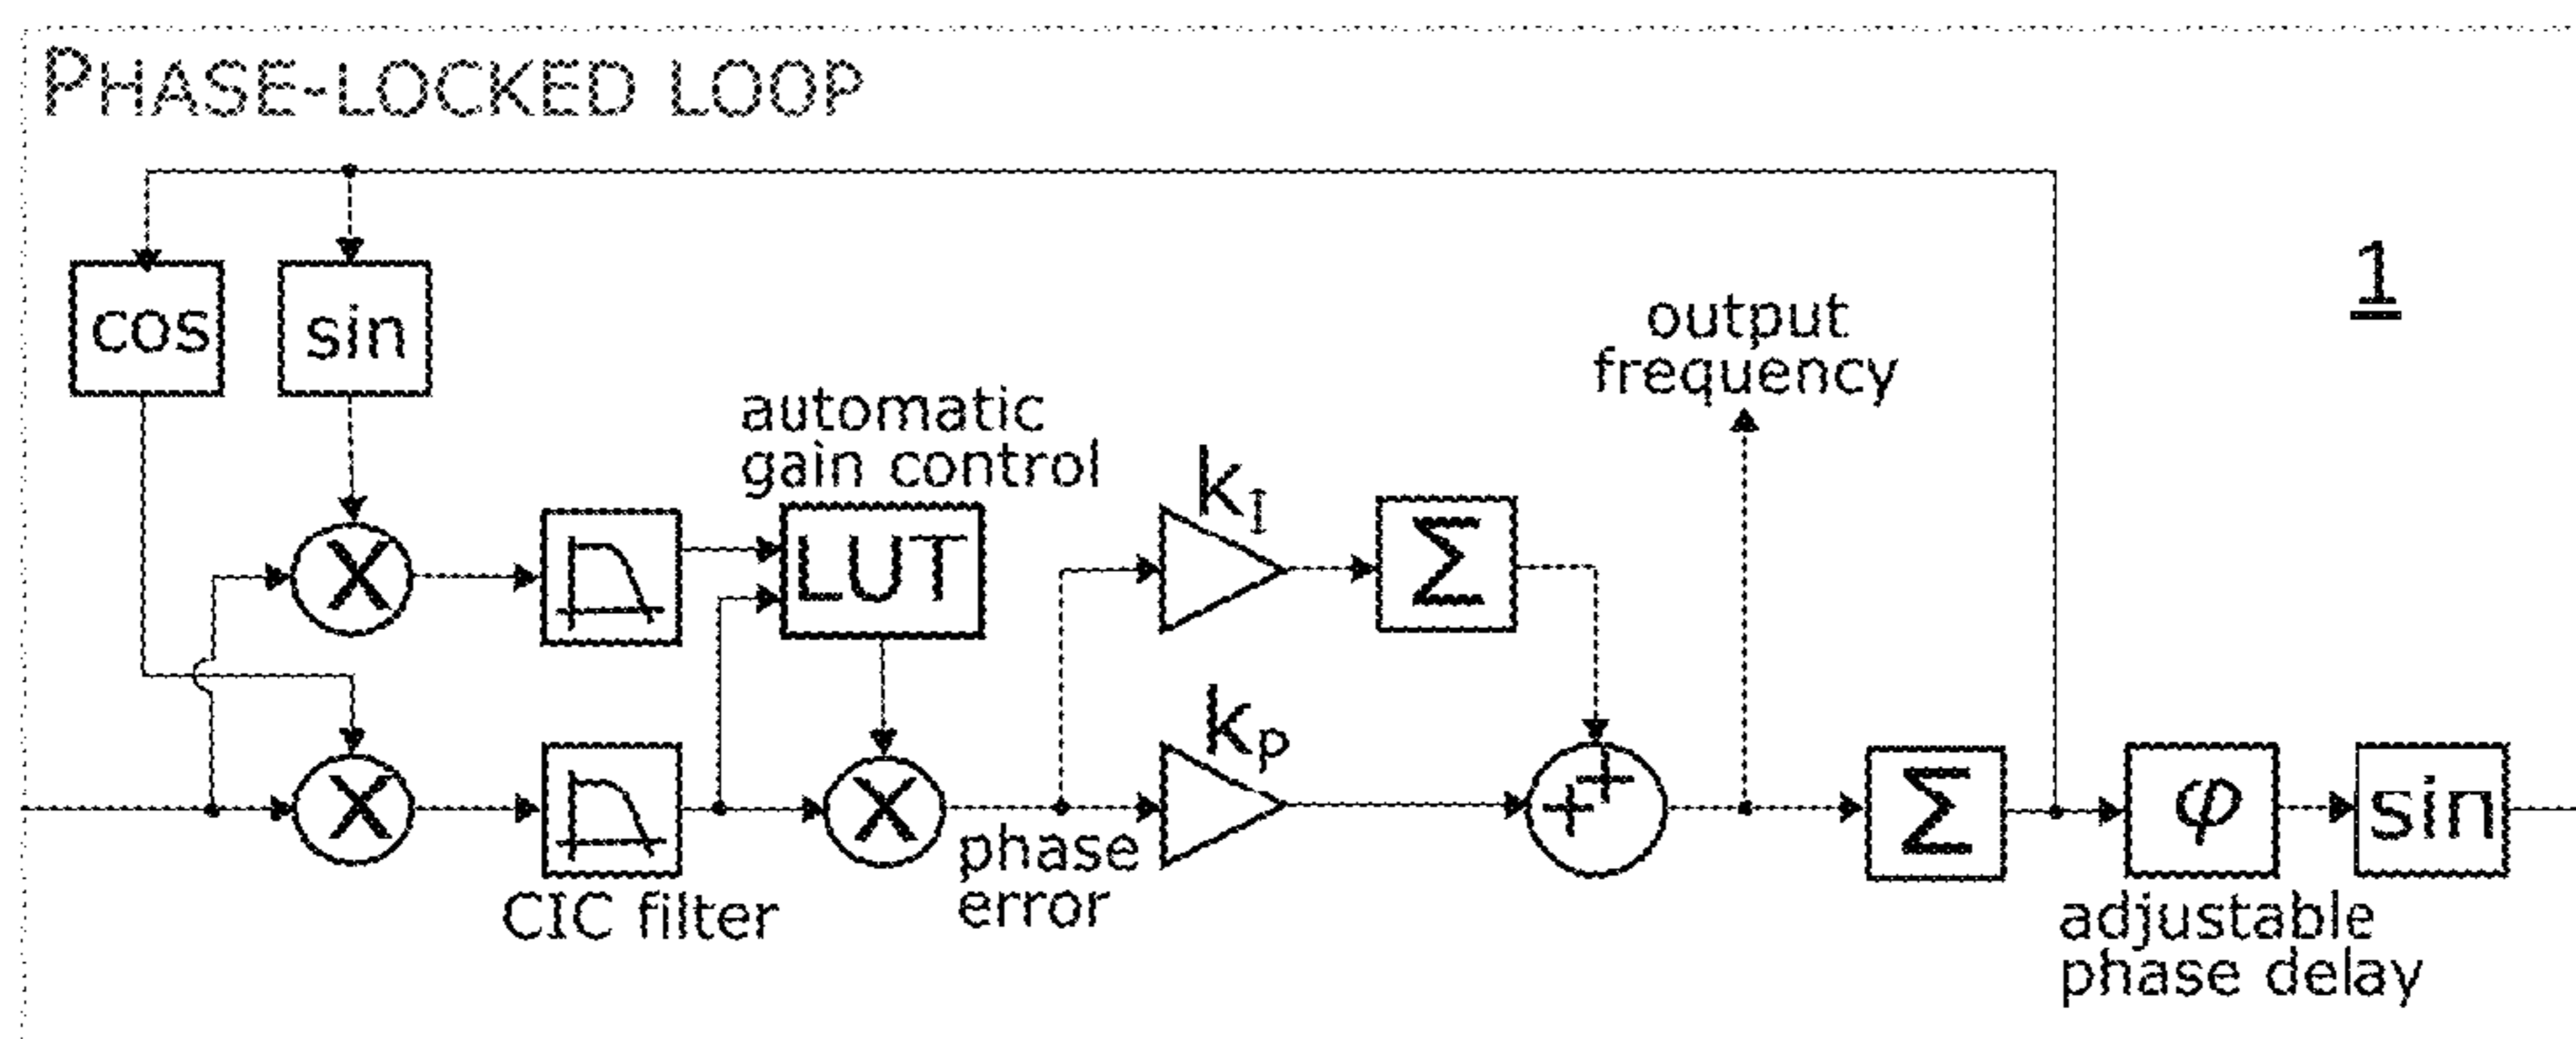 PHASE-LOCKED LOOP
1
cos
sin
output
frequency
automatic
gain control
kI
LUT
Σ
X
kp
X
X
++
Σ
φ
sin
phase
error
CIC filter
adjustable
phase delay